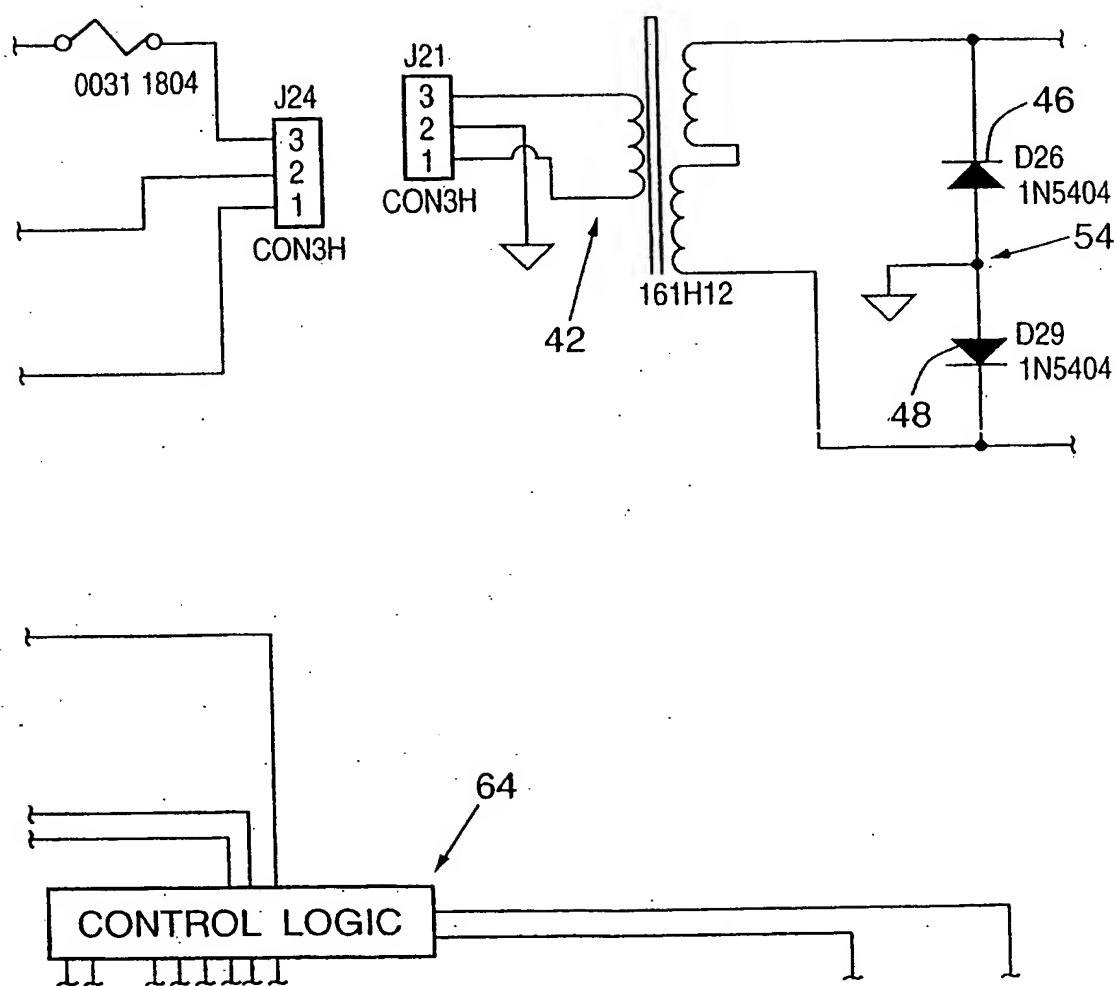 0031 1804
J24
3
2
1
CON3H
J21
3
2
1
CON3H
42
161H12
46
D26
1N5404
54
D29
1N5404
48
64
CONTROL LOGIC